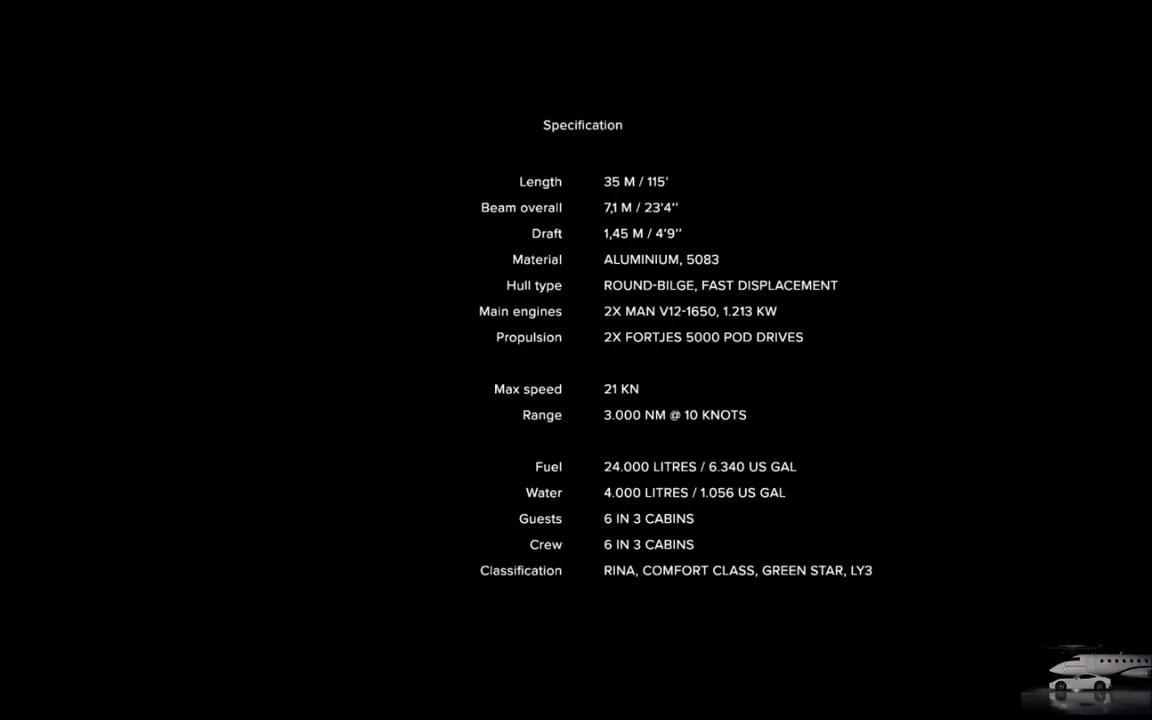 Specification
Length 35 M / 115'
Beam overall 7,1 M / 23'4''
Draft 1,45 M / 4'9''
Material ALUMINIUM, 5083
Hull type ROUND-BILGE, FAST DISPLACEMENT
Main engines 2X MAN V12-1650, 1.213 KW
Propulsion 2X FORTJES 5000 POD DRIVES
Max speed 21 KN
Range 3.000 NM @ 10 KNOTS
Fuel 24.000 LITRES / 6.340 US GAL
Water 4.000 LITRES / 1.056 US GAL
Guests 6 IN 3 CABINS
Crew 6 IN 3 CABINS
Classification RINA, COMFORT CLASS, GREEN STAR, LY3